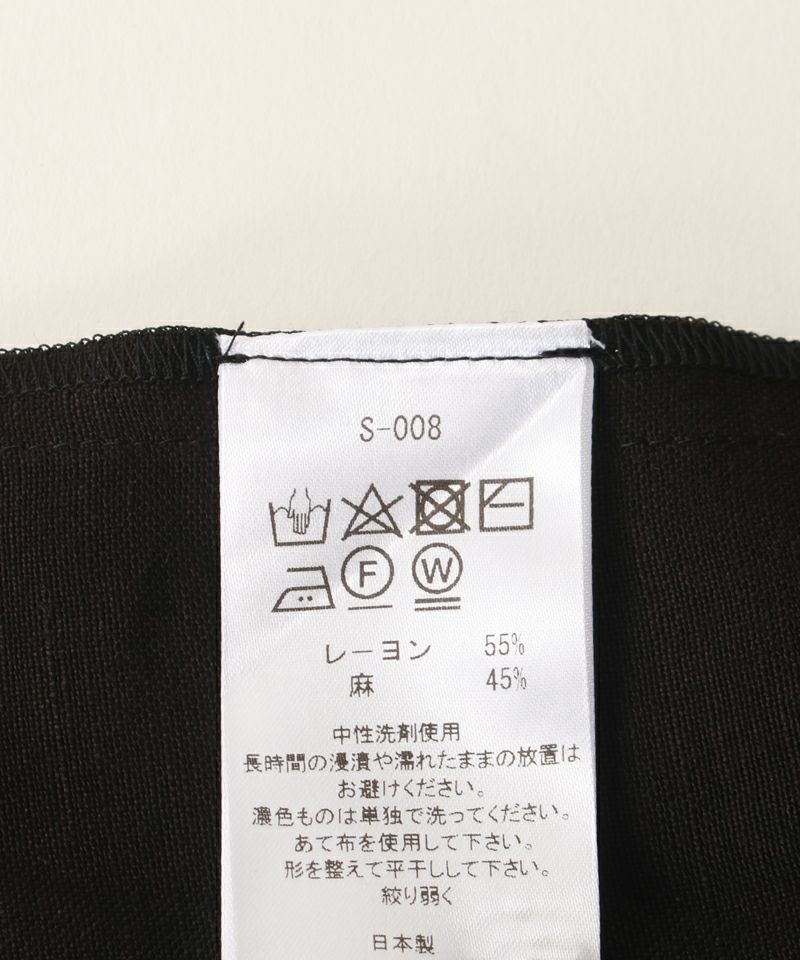 S-008
F W
レーヨン 55%
麻 45%
中性洗剤使用
長時間の浸漬や濡れたままの放置は
お避けください。
濃色ものは単独で洗ってください。
あて布を使用して下さい。
形を整えて平干しして下さい。
絞り弱く
日本製